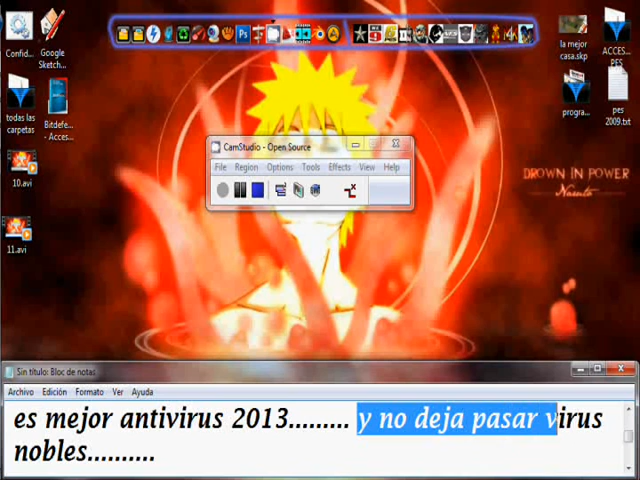 Confid...
Google
Sketch...
todas las
carpetas
Bitdefe...
- Acces...
10.avi
11.avi
la mejor
casa.skp
ACCES...
PES
progra...
pes
2009.txt
DROWN IN POWER
Naruto
CamStudio - Open Source
File Region Options Tools Effects View Help
Sin título: Bloc de notas
Archivo Edición Formato Ver Ayuda
es mejor antivirus 2013......... y no deja pasar virus
nobles..........